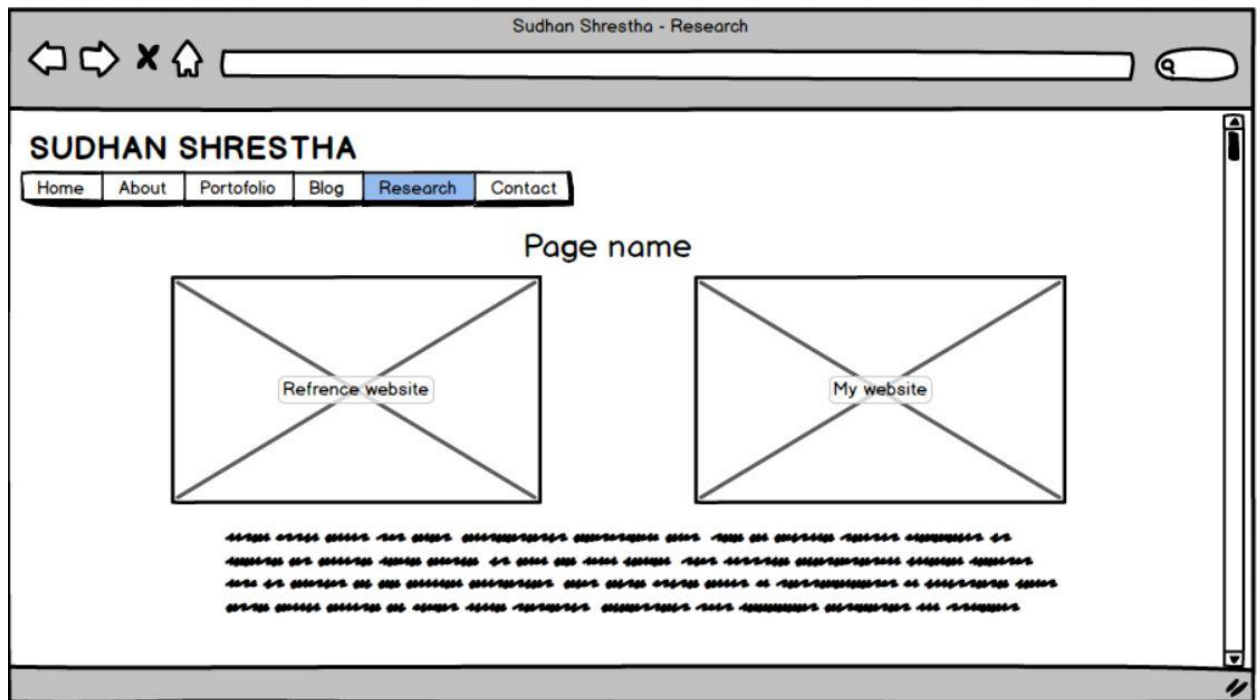 Sudhan Shrestha - Research
SUDHAN SHRESTHA
Home About Portofolio Blog Research Contact
Page name
Refrence website My website